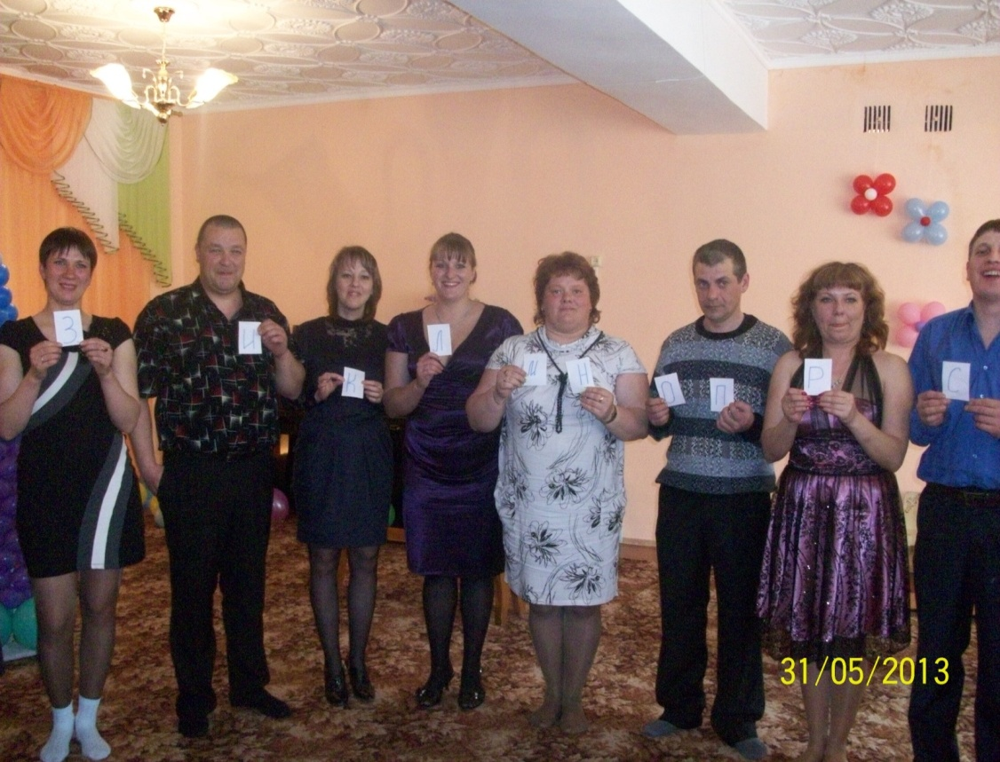 З И К Л М Н О П Р С
31/05/2013